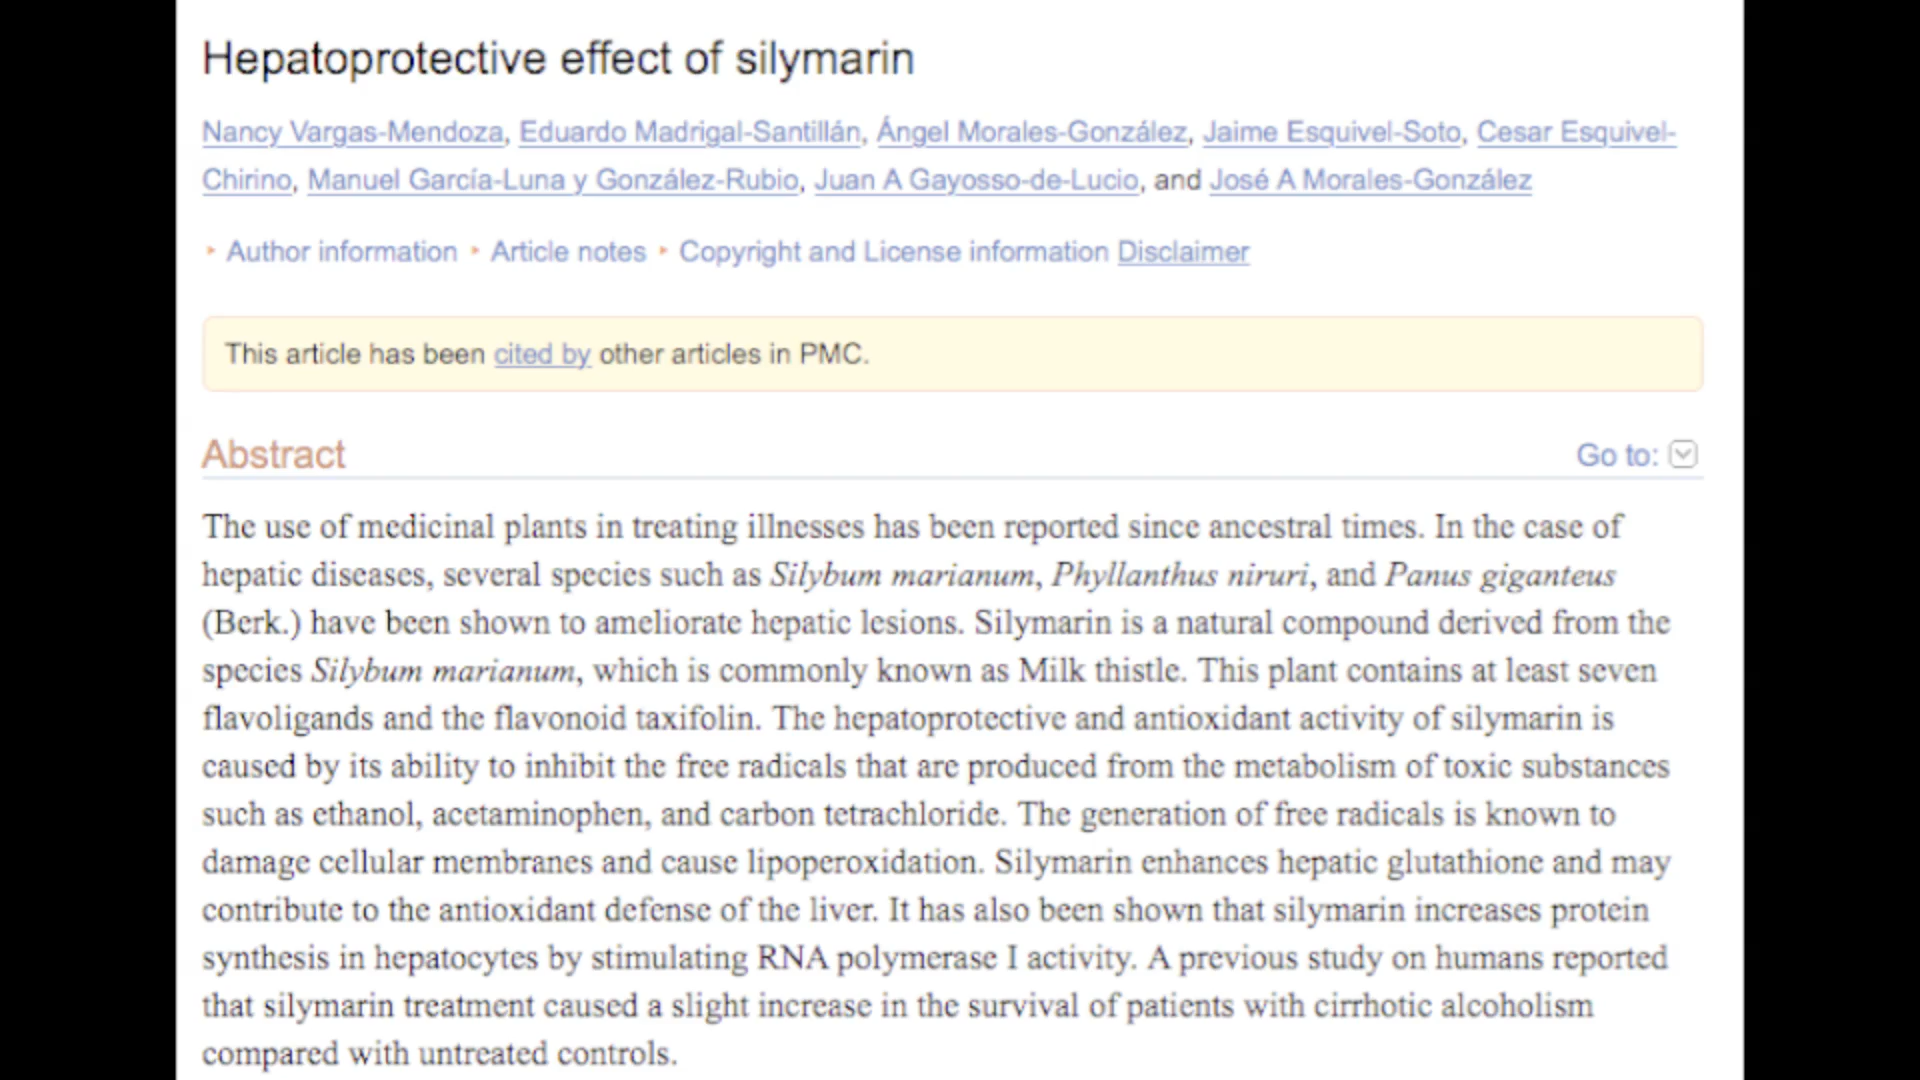 Hepatoprotective effect of silymarin
Nancy Vargas-Mendoza, Eduardo Madrigal-Santillán, Ángel Morales-González, Jaime Esquivel-Soto, Cesar Esquivel-
Chirino, Manuel García-Luna y González-Rubio, Juan A Gayosso-de-Lucio, and José A Morales-González
Author information Article notes Copyright and License information Disclaimer
This article has been cited by other articles in PMC.
Abstract Go to:
The use of medicinal plants in treating illnesses has been reported since ancestral times. In the case of
hepatic diseases, several species such as Silybum marianum, Phyllanthus niruri, and Panus giganteus
(Berk.) have been shown to ameliorate hepatic lesions. Silymarin is a natural compound derived from the
species Silybum marianum, which is commonly known as Milk thistle. This plant contains at least seven
flavoligands and the flavonoid taxifolin. The hepatoprotective and antioxidant activity of silymarin is
caused by its ability to inhibit the free radicals that are produced from the metabolism of toxic substances
such as ethanol, acetaminophen, and carbon tetrachloride. The generation of free radicals is known to
damage cellular membranes and cause lipoperoxidation. Silymarin enhances hepatic glutathione and may
contribute to the antioxidant defense of the liver. It has also been shown that silymarin increases protein
synthesis in hepatocytes by stimulating RNA polymerase I activity. A previous study on humans reported
that silymarin treatment caused a slight increase in the survival of patients with cirrhotic alcoholism
compared with untreated controls.